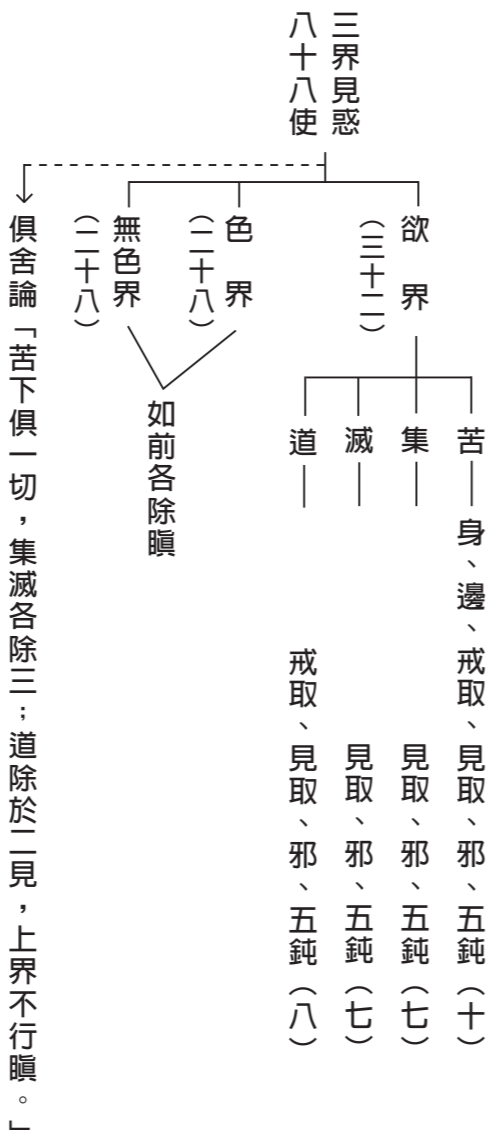 三界見惑
八十八使
欲界
（三十二）
苦
身、邊、戒取、見取、邪、五鈍（十）
集
見取、邪、五鈍（七）
滅
見取、邪、五鈍（七）
道
戒取、見取、邪、五鈍（八）
色界
（二十八）
無色界
（二十八）
如前各除瞋
俱舍論「苦下俱一切，集滅各除三；道除於二見，上界不行瞋。」